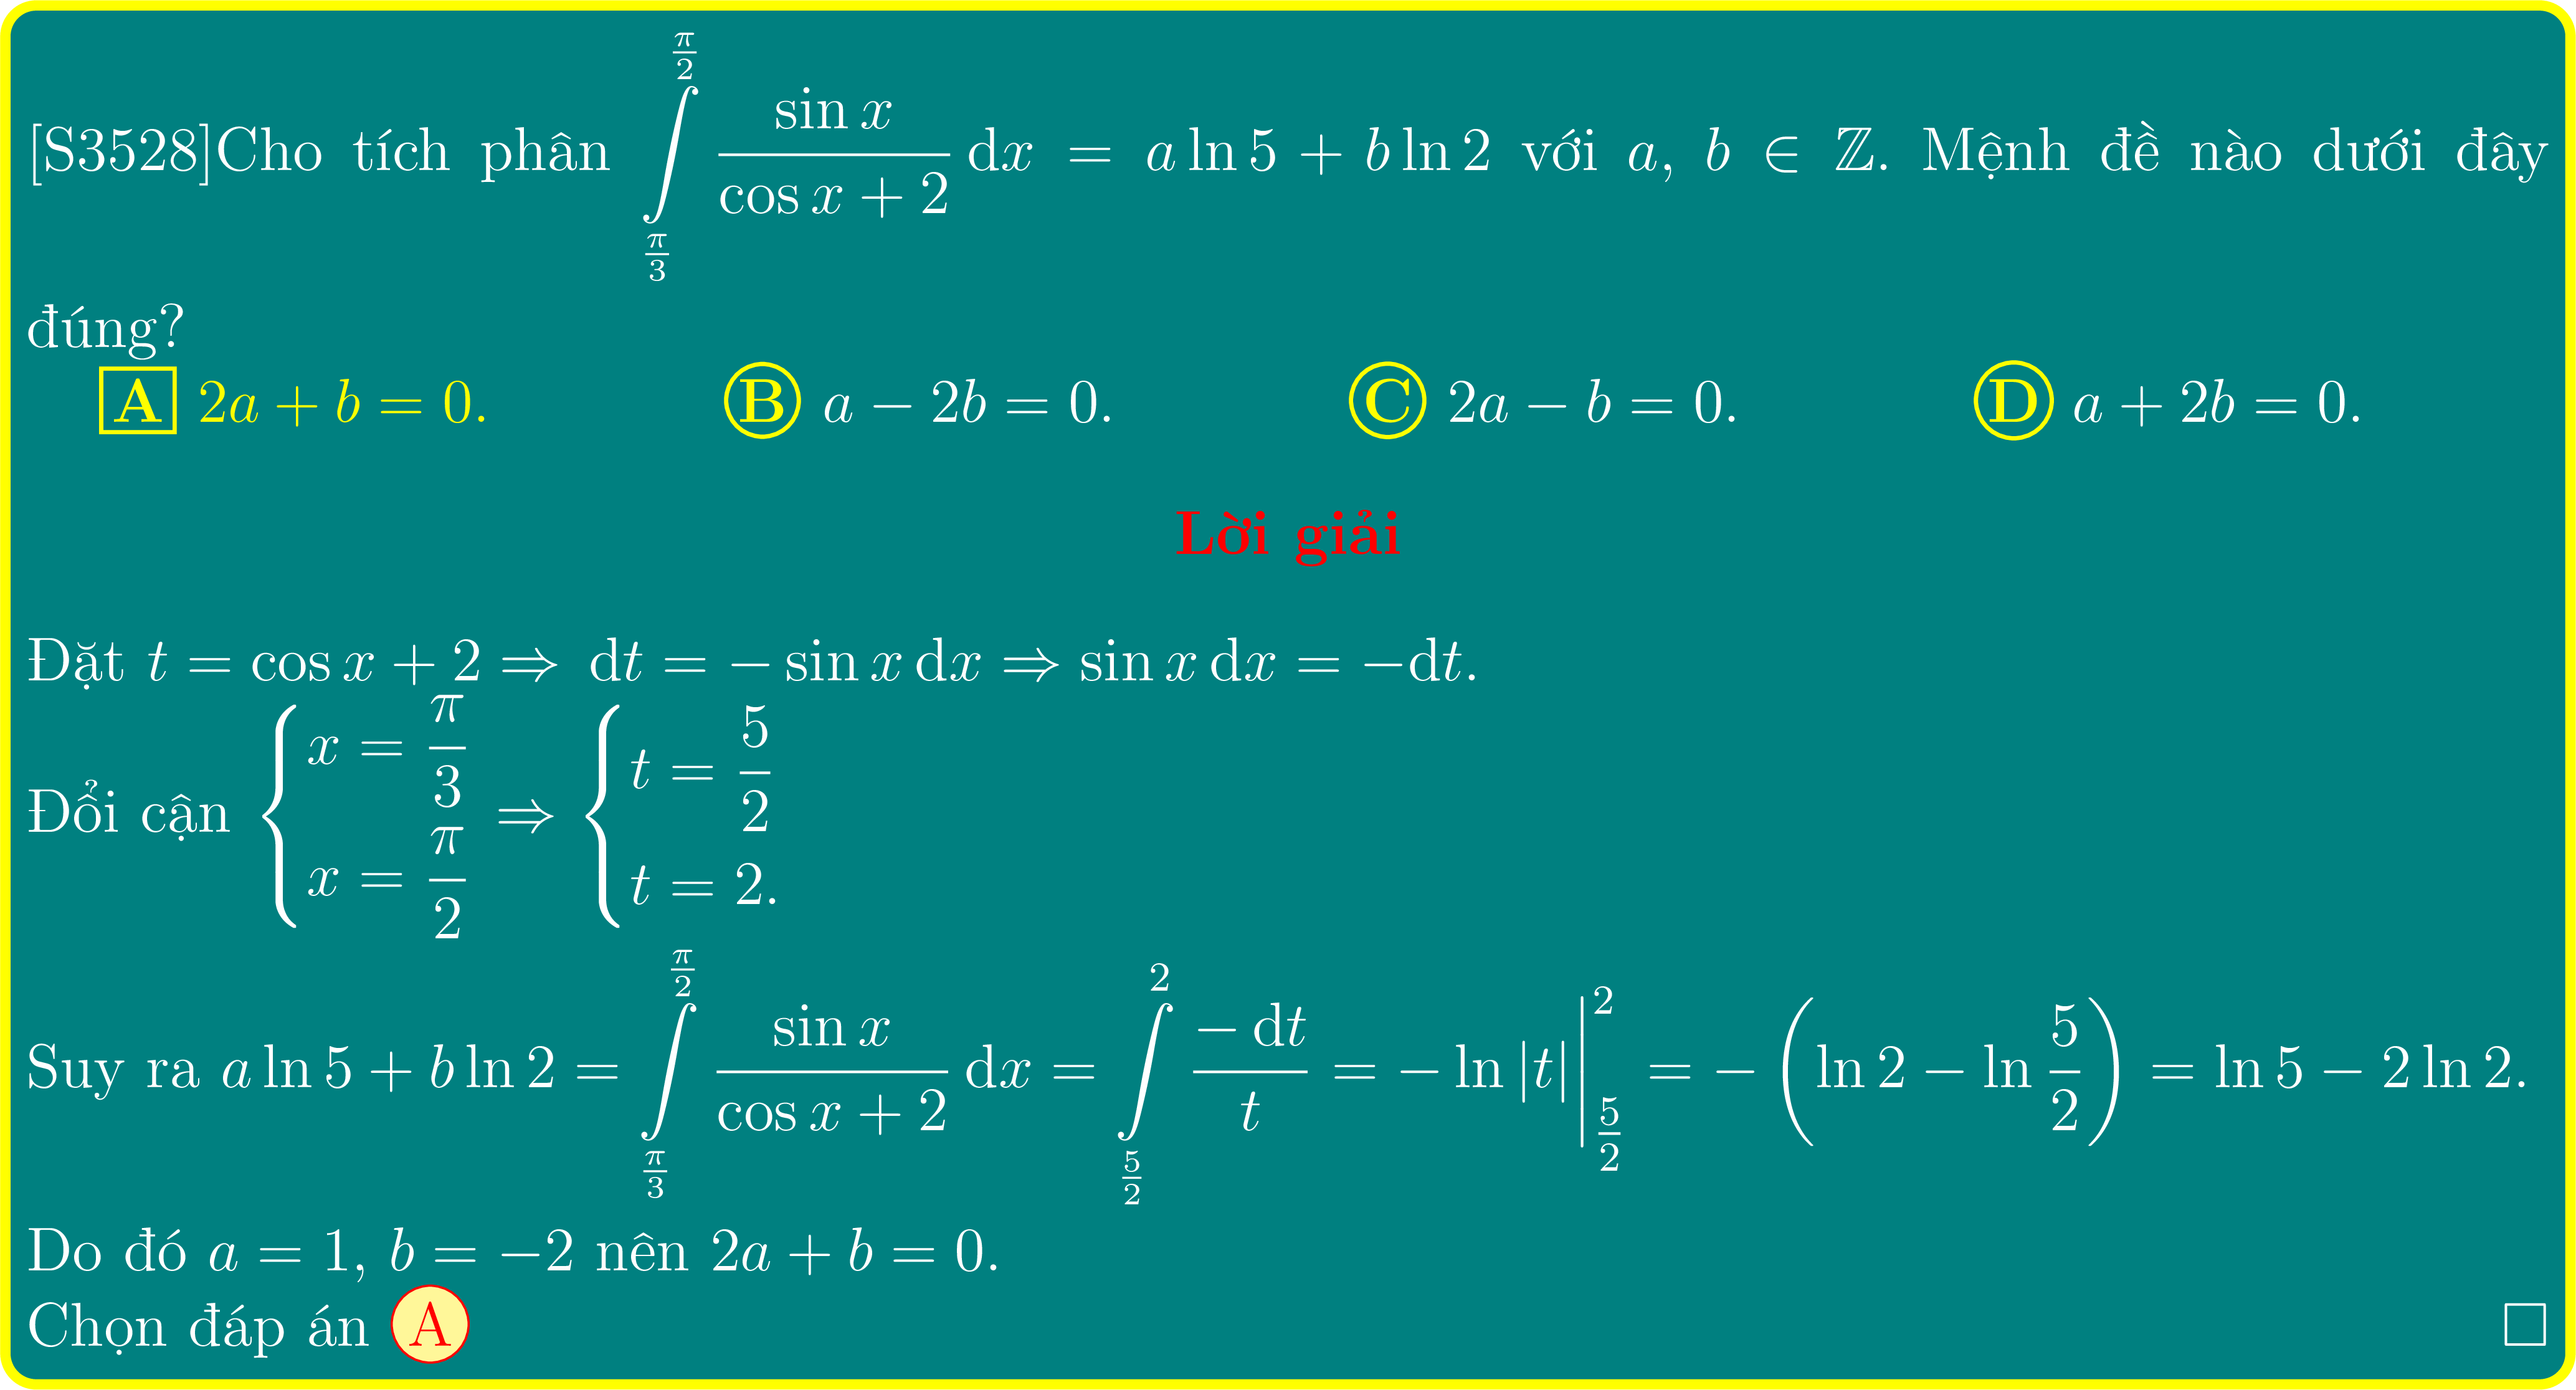 [S3528]Cho tích phân $\int\limits_{\frac{\pi}{3}}^{\frac{\pi}{2}} \frac{\sin x}{\cos x + 2} \, \mathrm{d}x = a \ln 5 + b \ln 2$ với $a, b \in \mathbb{Z}$. Mệnh đề nào dưới đây
đúng?
A $2a + b = 0$. B $a - 2b = 0$. C $2a - b = 0$. D $a + 2b = 0$.
Lời giải
Đặt $t = \cos x + 2 \Rightarrow \mathrm{d}t = -\sin x \, \mathrm{d}x \Rightarrow \sin x \, \mathrm{d}x = -\mathrm{d}t$.
Đổi cận $\begin{cases} x = \dfrac{\pi}{3} \\ x = \dfrac{\pi}{2} \end{cases} \Rightarrow \begin{cases} t = \dfrac{5}{2} \\ t = 2. \end{cases}$
Suy ra $a \ln 5 + b \ln 2 = \int\limits_{\frac{\pi}{3}}^{\frac{\pi}{2}} \frac{\sin x}{\cos x + 2} \, \mathrm{d}x = \int\limits_{\frac{5}{2}}^{2} \frac{-\mathrm{d}t}{t} = -\ln |t| \Big|_{\frac{5}{2}}^{2} = -\left( \ln 2 - \ln \frac{5}{2} \right) = \ln 5 - 2 \ln 2$.
Do đó $a = 1, b = -2$ nên $2a + b = 0$.
Chọn đáp án A □